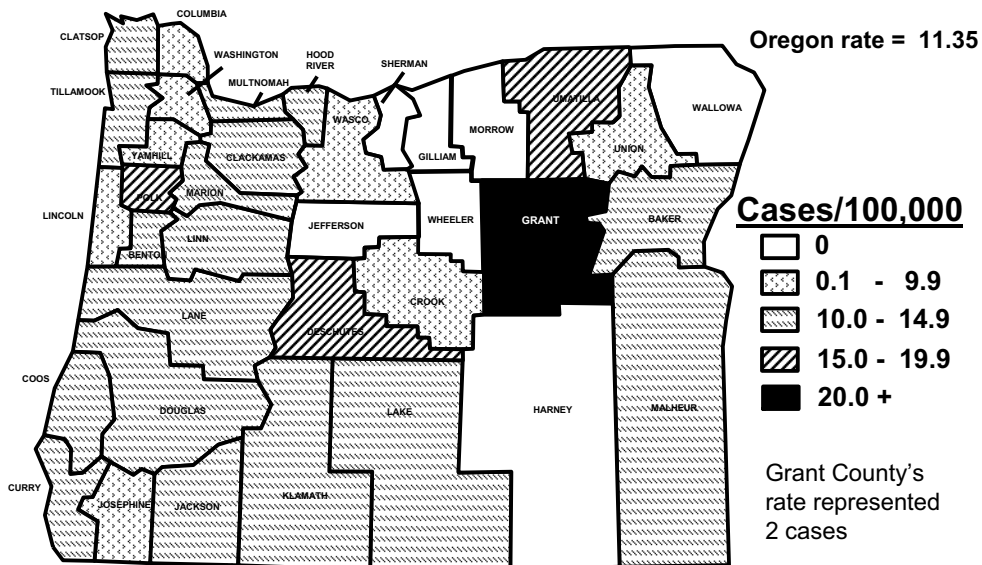 COLUMBIA
CLATSOP
WASHINGTON
HOOD
RIVER
SHERMAN
Oregon rate = 11.35
TILLAMOOK
MULTNOMAH
UMATILLA
WALLOWA
WASCO
MORROW
YAMHILL
CLACKAMAS
GILLIAM
UNION
POLK
MARION
LINCOLN
JEFFERSON
WHEELER
GRANT
BAKER
BENTON
LINN
Cases/100,000
0
0.1 - 9.9
10.0 - 14.9
15.0 - 19.9
20.0 +
CROOK
LANE
DESCHUTES
COOS
DOUGLAS
LAKE
HARNEY
MALHEUR
CURRY
JOSEPHINE
JACKSON
KLAMATH
Grant County's
rate represented
2 cases